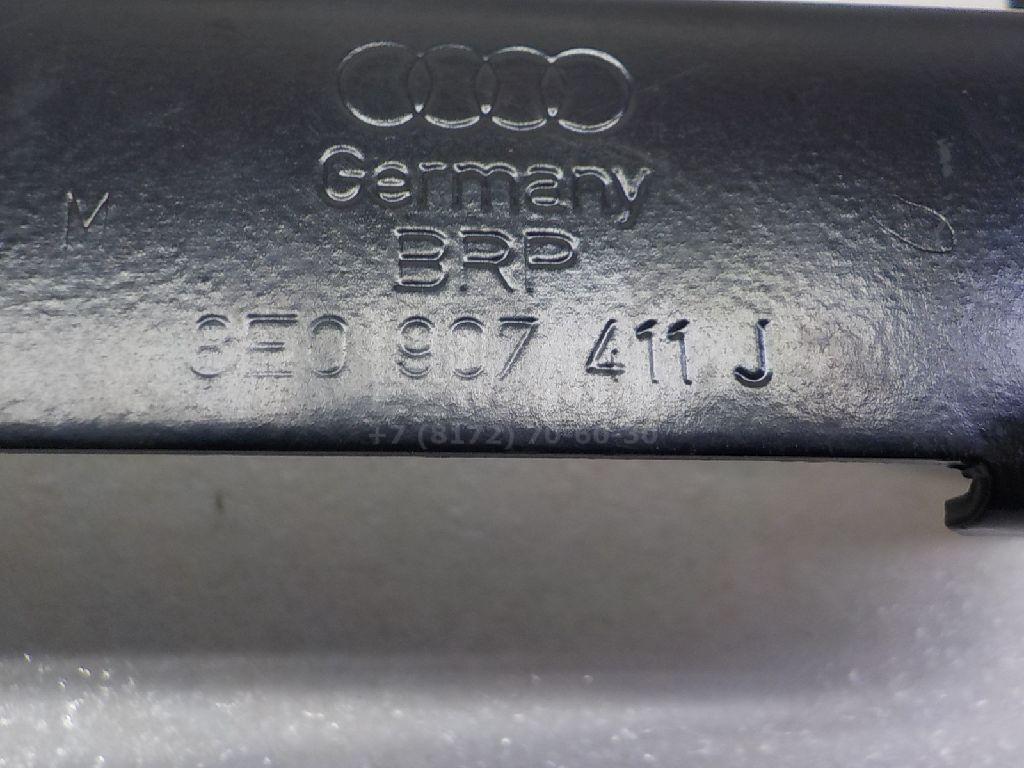 Germany
M
BRP
8E0 907 411 J
+7 (8172) 70-66-30